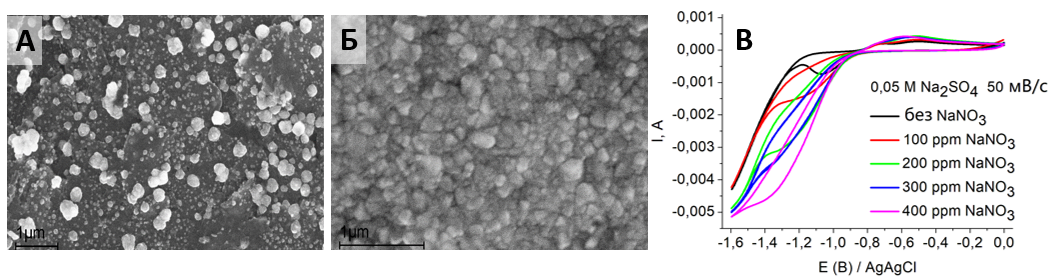 А
1µm
Б
1µm
В
0,001
0,000
-0,001
-0,002
-0,003
-0,004
-0,005
I, А
0,05 М Na₂SO₄ 50 мВ/с
без NaNO₃
100 ppm NaNO₃
200 ppm NaNO₃
300 ppm NaNO₃
400 ppm NaNO₃
-1,6 -1,4 -1,2 -1,0 -0,8 -0,6 -0,4 -0,2 0,0
E (В) / AgAgCl